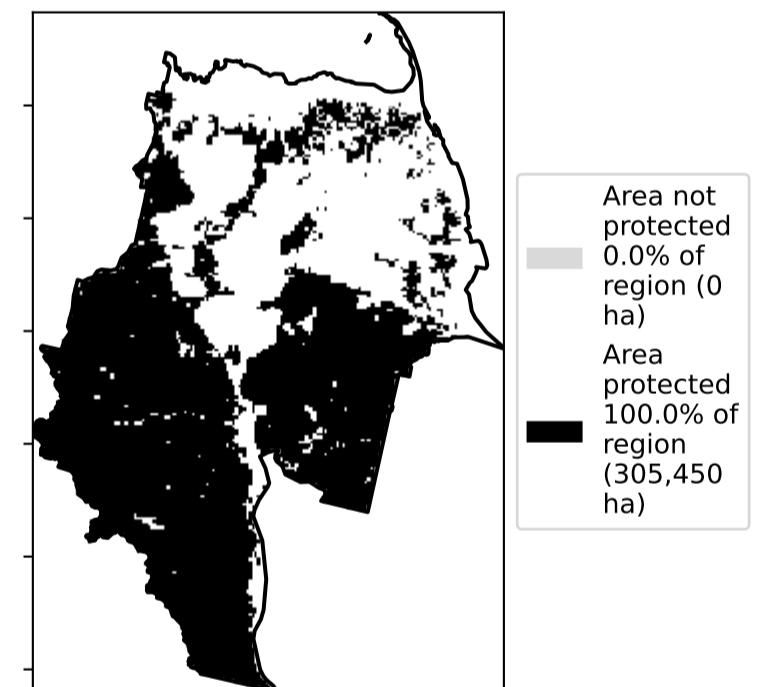 Area not
protected
0.0% of
region (0
ha)
Area
protected
100.0% of
region
(305,450
ha)